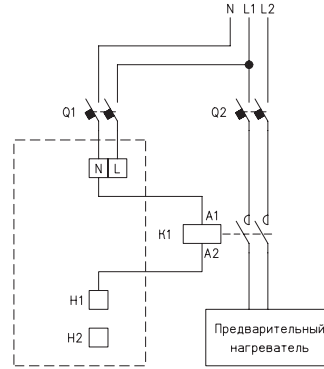 N L1 L2
Q1
Q2
N L
A1
K1
A2
H1
H2
Предварительный
нагреватель